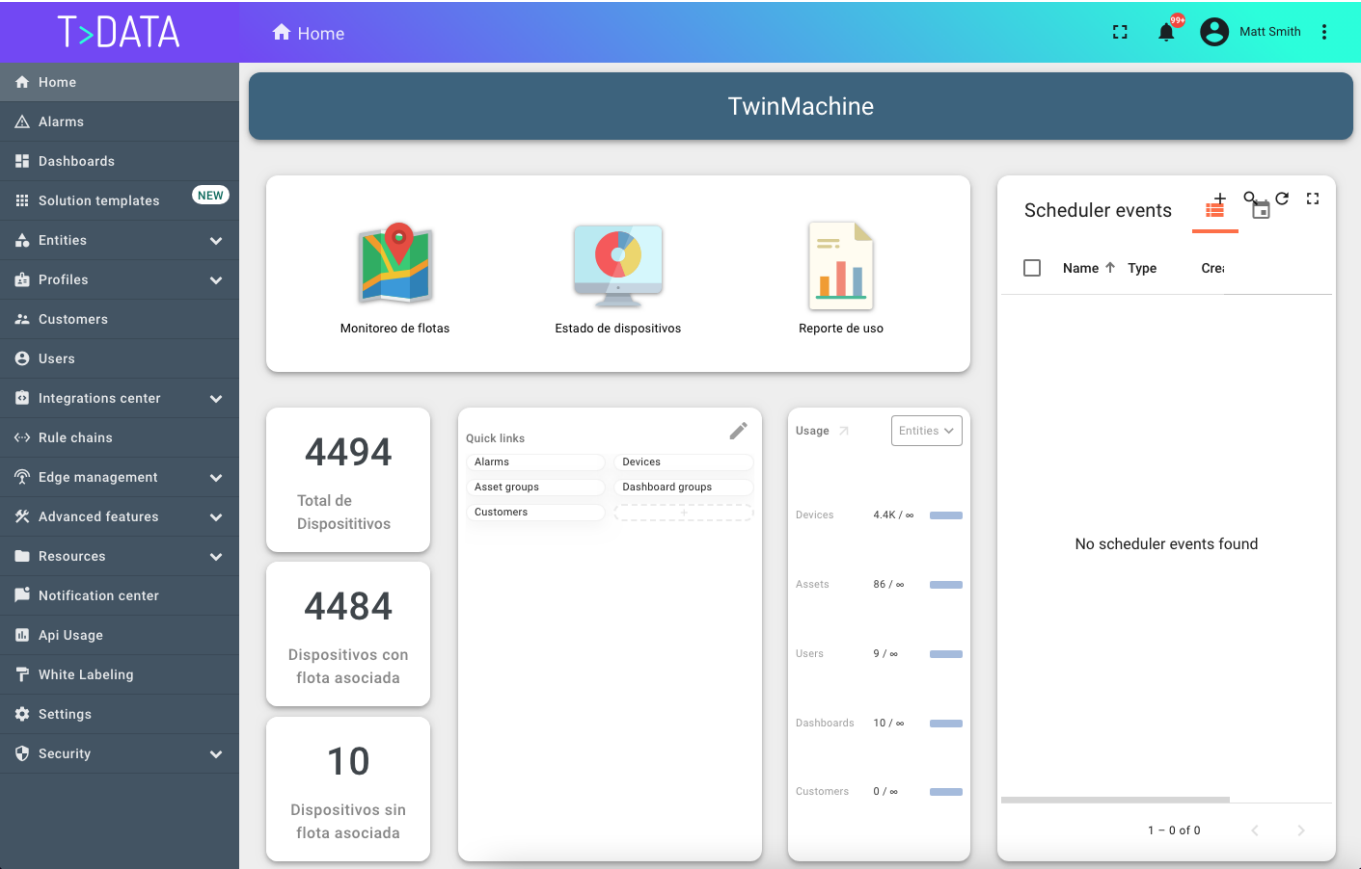 T>DATA
Home
99+
Matt Smith
Home
Alarms
Dashboards
Solution templates
NEW
Entities
Profiles
Customers
Users
Integrations center
Rule chains
Edge management
Advanced features
Resources
Notification center
Api Usage
White Labeling
Settings
Security
TwinMachine
Monitoreo de flotas
Estado de dispositivos
Reporte de uso
4494
Total de
Disposititivos
4484
Dispositivos con
flota asociada
10
Dispositivos sin
flota asociada
Quick links
Alarms
Devices
Asset groups
Dashboard groups
Customers
+
Usage
Entities
Devices 4.4K / ∞
Assets 86 / ∞
Users 9 / ∞
Dashboards 10 / ∞
Customers 0 / ∞
Scheduler events
Name Type Crea
No scheduler events found
1 – 0 of 0